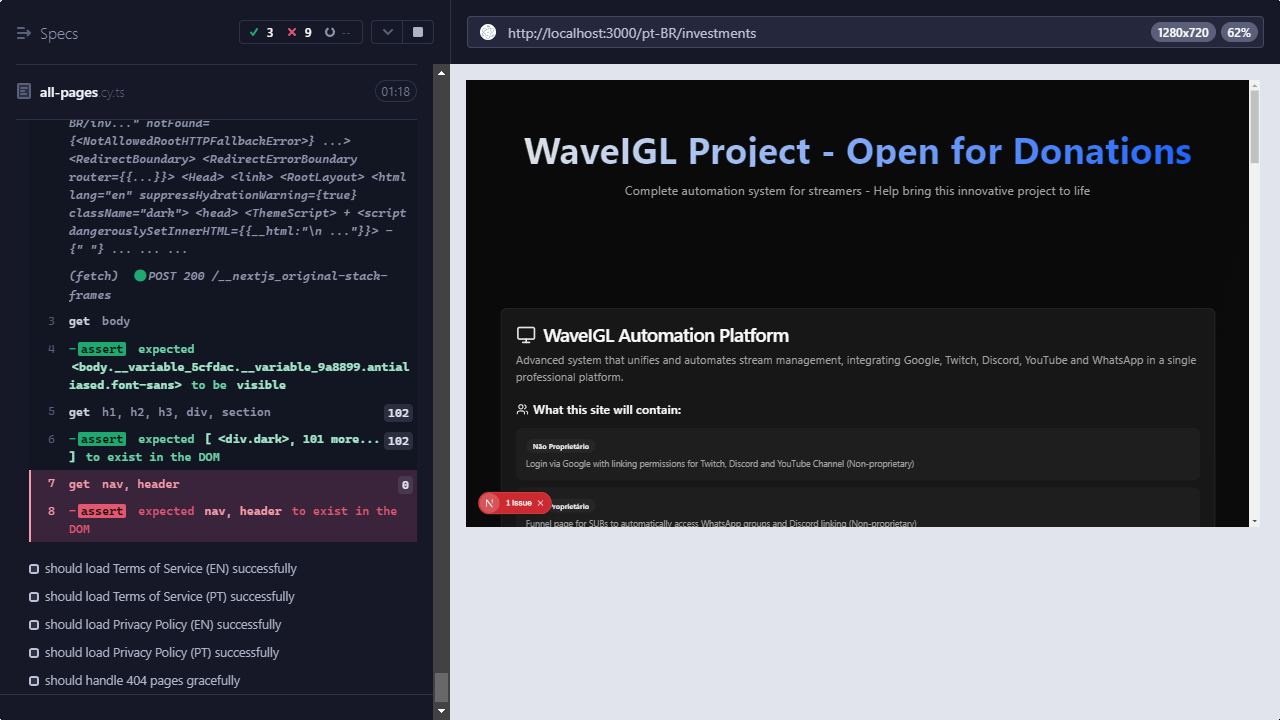 Specs
3
9
--
all-pages.cy.ts
01:18
BR/inv..." notFound=
{<NotAllowedRootHTTPFallbackError>} ...>
<RedirectBoundary> <RedirectErrorBoundary
router={{...}}> <Head> <link> <RootLayout> <html
lang="en" suppressHydrationWarning={true}
className="dark"> <head> <ThemeScript> + <script
dangerouslySetInnerHTML={{__html:"\n ..."}}> -
{" "} ... ... ...
(fetch) POST 200 /__nextjs_original-stack-
frames
3 get body
4 -assert expected
<body.__variable_5cfdac.__variable_9a8899.antial
iased.font-sans> to be visible
5 get h1, h2, h3, div, section 102
6 -assert expected [ <div.dark>, 101 more... 102
] to exist in the DOM
7 get nav, header 0
8 -assert expected nav, header to exist in the
DOM
should load Terms of Service (EN) successfully
should load Terms of Service (PT) successfully
should load Privacy Policy (EN) successfully
should load Privacy Policy (PT) successfully
should handle 404 pages gracefully
http://localhost:3000/pt-BR/investments
1280x720
62%
WaveIGL Project - Open for Donations
Complete automation system for streamers - Help bring this innovative project to life
WaveIGL Automation Platform
Advanced system that unifies and automates stream management, integrating Google, Twitch, Discord, YouTube and WhatsApp in a single
professional platform.
What this site will contain:
Não Proprietário
Login via Google with linking permissions for Twitch, Discord and YouTube Channel (Non-proprietary)
N 1 Issue
roprietário
Funnel page for SUBs to automatically access WhatsApp groups and Discord linking (Non-proprietary)